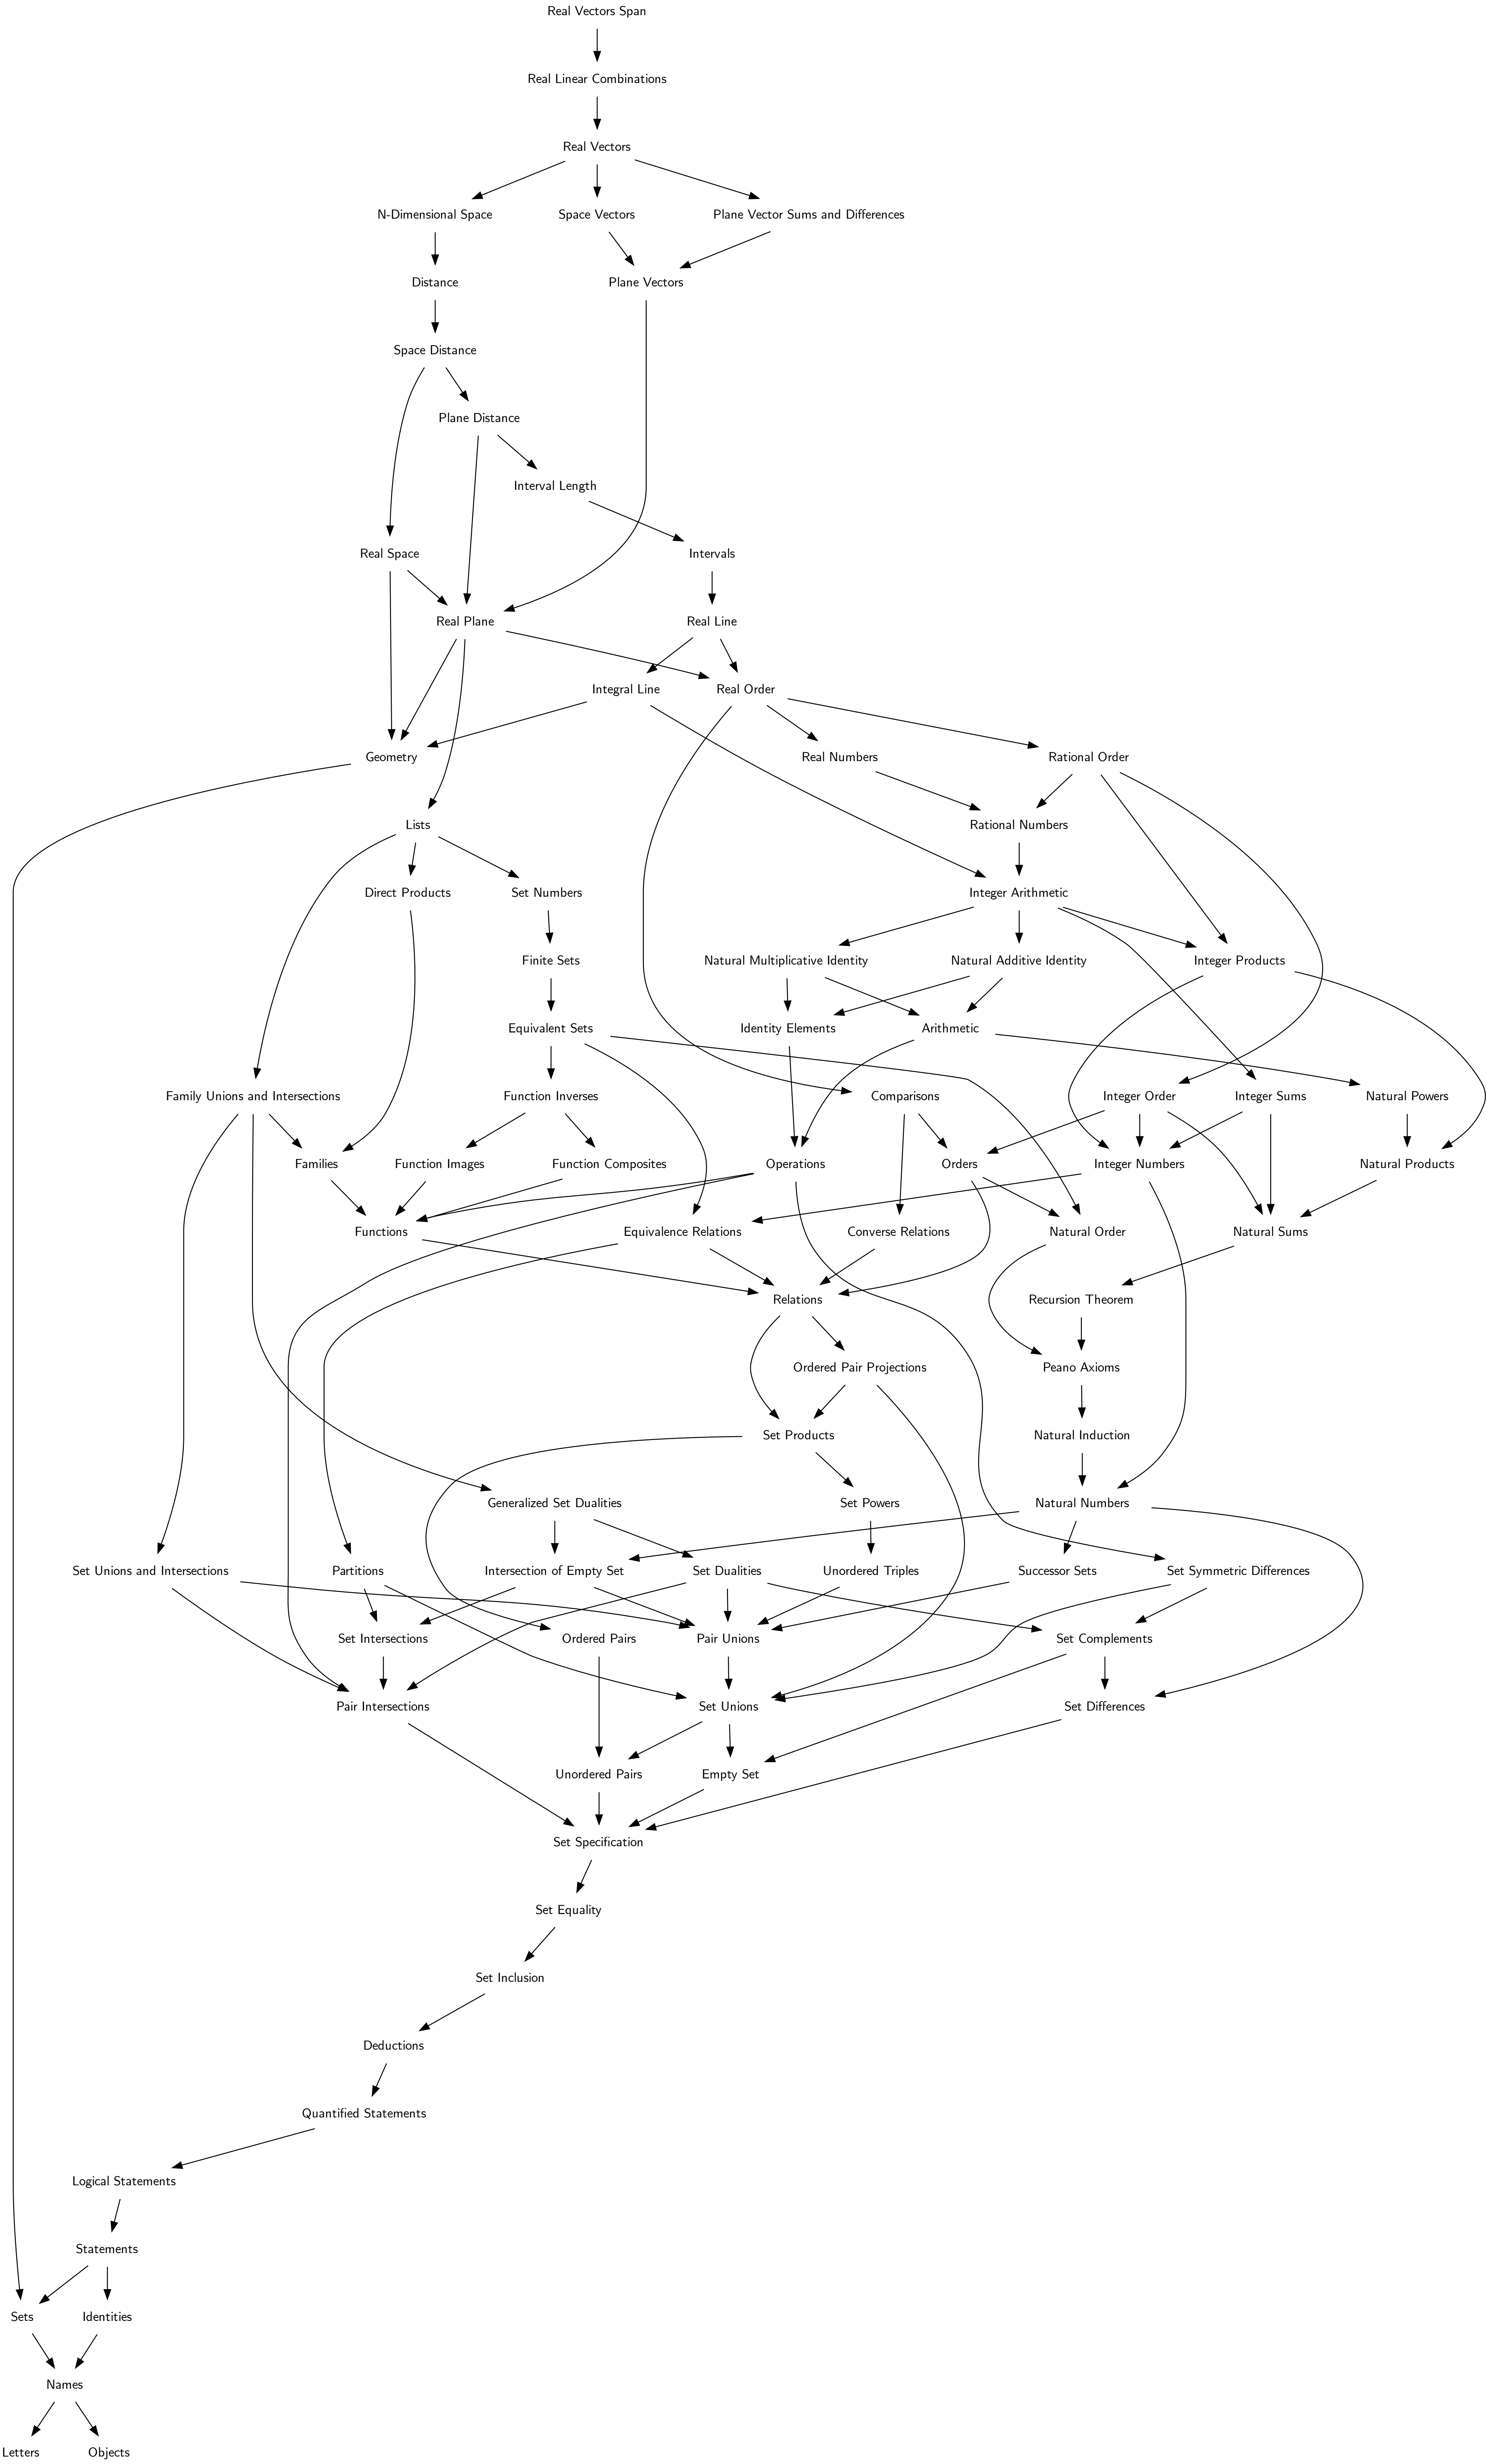 Real Vectors Span
Real Linear Combinations
Real Vectors
N-Dimensional Space
Space Vectors
Plane Vector Sums and Differences
Distance
Plane Vectors
Space Distance
Plane Distance
Interval Length
Real Space
Intervals
Real Plane
Real Line
Integral Line
Real Order
Geometry
Real Numbers
Rational Order
Lists
Rational Numbers
Direct Products
Set Numbers
Integer Arithmetic
Finite Sets
Natural Multiplicative Identity
Natural Additive Identity
Integer Products
Equivalent Sets
Identity Elements
Arithmetic
Family Unions and Intersections
Function Inverses
Comparisons
Integer Order
Integer Sums
Natural Powers
Families
Function Images
Function Composites
Operations
Orders
Integer Numbers
Natural Products
Functions
Equivalence Relations
Converse Relations
Natural Order
Natural Sums
Relations
Recursion Theorem
Ordered Pair Projections
Peano Axioms
Set Products
Natural Induction
Generalized Set Dualities
Set Powers
Natural Numbers
Set Unions and Intersections
Partitions
Intersection of Empty Set
Set Dualities
Unordered Triples
Successor Sets
Set Symmetric Differences
Set Intersections
Ordered Pairs
Pair Unions
Set Complements
Pair Intersections
Set Unions
Set Differences
Unordered Pairs
Empty Set
Set Specification
Set Equality
Set Inclusion
Deductions
Quantified Statements
Logical Statements
Statements
Sets
Identities
Names
Letters
Objects